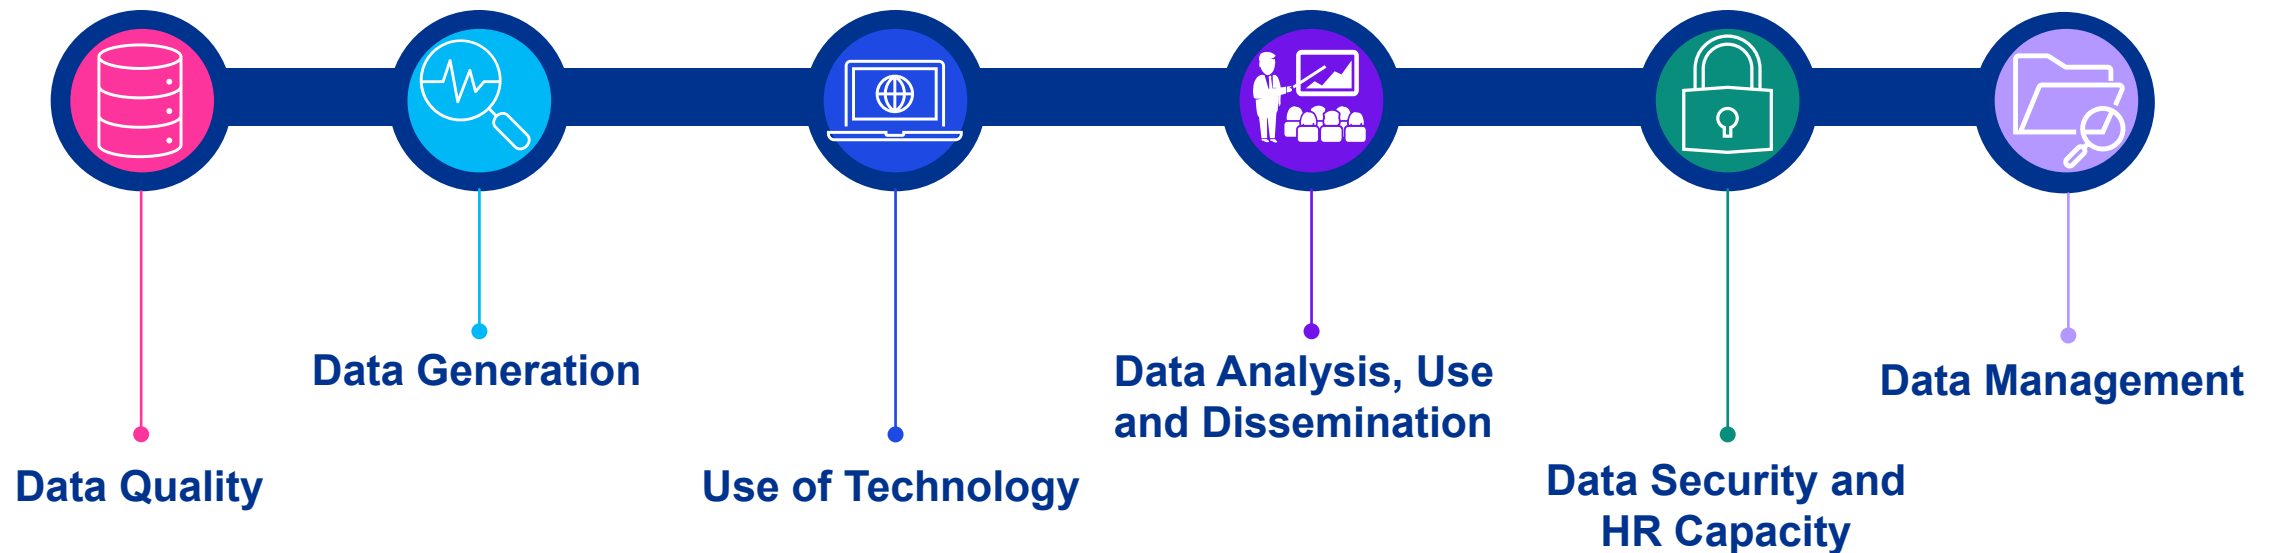 Data Quality
Data Generation
Use of Technology
Data Analysis, Use
and Dissemination
Data Security and
HR Capacity
Data Management